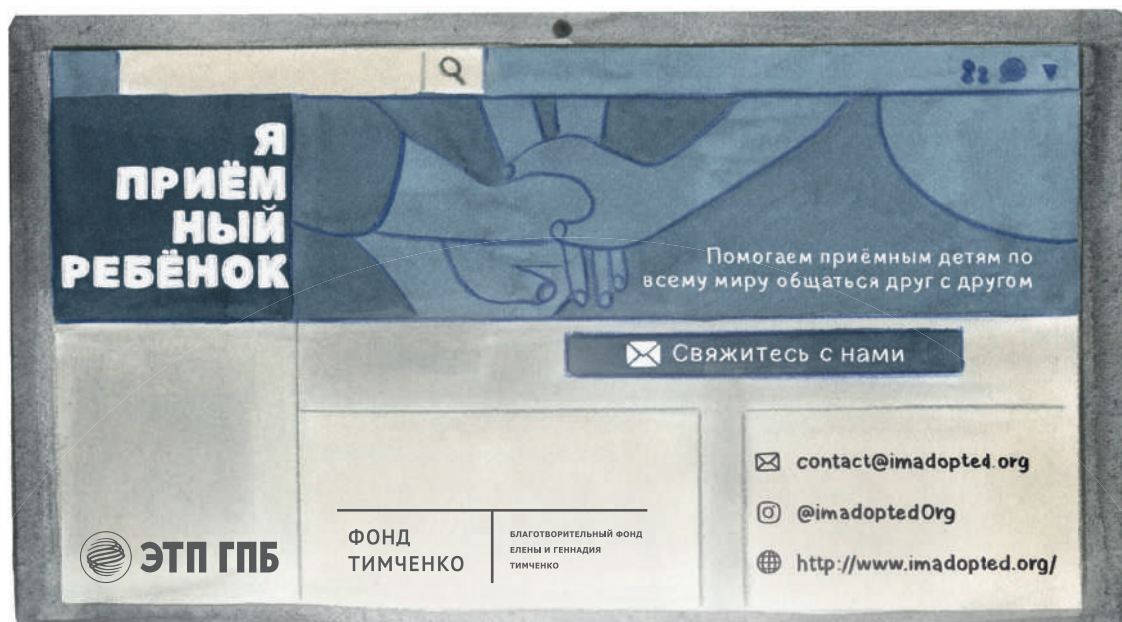 Я
ПРИЁМ
НЫЙ
РЕБЁНОК
Помогаем приёмным детям по
всему миру общаться друг с другом
Свяжитесь с нами
contact@imadopted.org
@imadoptedOrg
http://www.imadopted.org/
ЭТП ГПБ
ФОНД
ТИМЧЕНКО
БЛАГОТВОРИТЕЛЬНЫЙ ФОНД
ЕЛЕНЫ И ГЕННАДИЯ
ТИМЧЕНКО